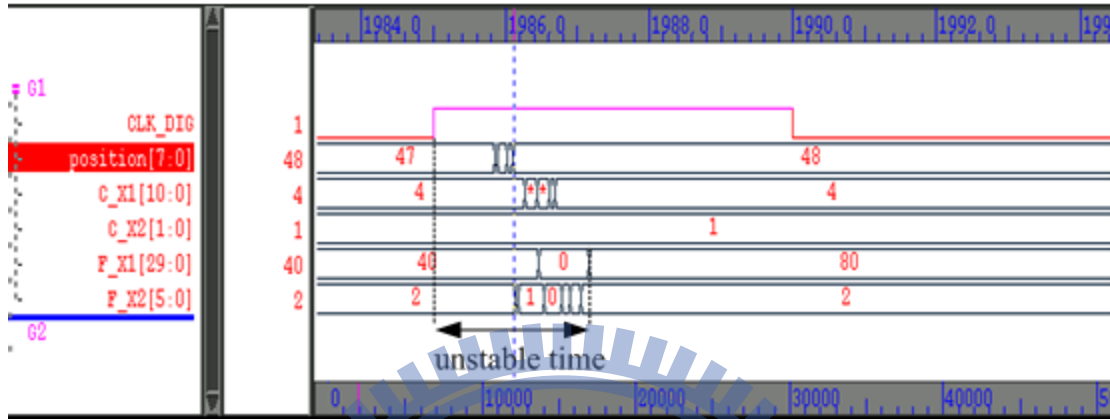 1984,0 1986,0 1988,0 1990,0 1992,0 199
G1
CLK_DIG 1
position[7:0] 48 47 48
C_X1[10:0] 4 4 + + 4
C_X2[1:0] 1 1
F_X1[29:0] 40 40 0 80
F_X2[5:0] 2 2 1 0 2
G2
unstable time
0 10000 20000 30000 40000 5